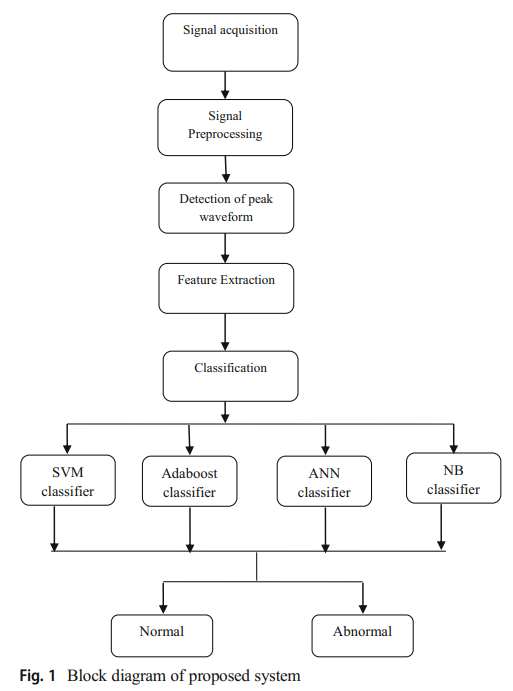 Signal acquisition
Signal
Preprocessing
Detection of peak
waveform
Feature Extraction
Classification
SVM
classifier
Adaboost
classifier
ANN
classifier
NB
classifier
Normal
Abnormal
Fig. 1 Block diagram of proposed system